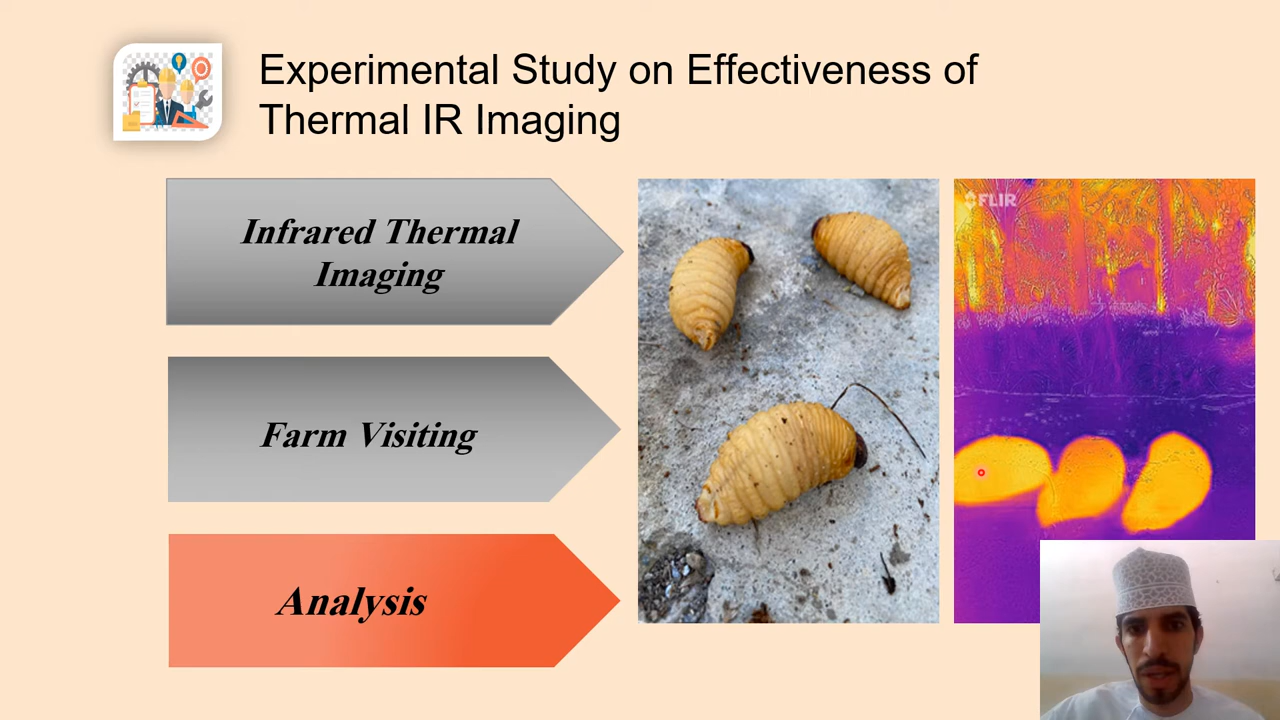 Experimental Study on Effectiveness of
Thermal IR Imaging
Infrared Thermal
Imaging
Farm Visiting
Analysis
FLIR